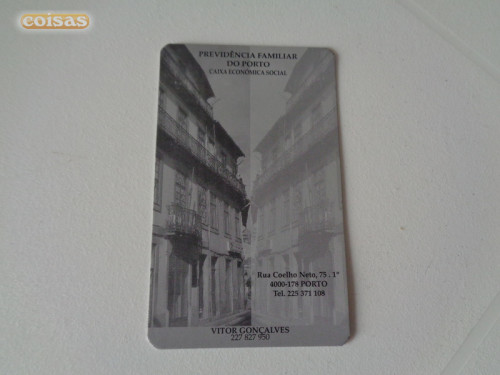 coisas
PREVIDÊNCIA FAMILIAR
DO PORTO
CAIXA ECONÓMICA SOCIAL
Rua Coelho Neto, 75 . 1º
4000-178 PORTO
Tel. 225 371 108
VITOR GONÇALVES
227 827 950